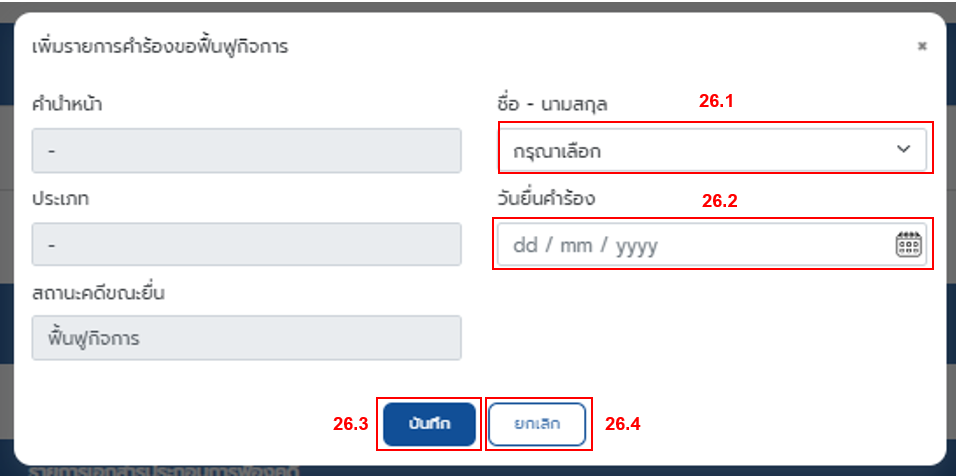 เพิ่มรายการคำร้องขอฟื้นฟูกิจการ
คำนำหน้า
ชื่อ - นามสกุล
26.1
-
กรุณาเลือก
ประเภท
วันยื่นคำร้อง
26.2
-
dd / mm / yyyy
สถานะคดีขณะยื่น
ฟื้นฟูกิจการ
26.3
บันทึก
ยกเลิก
26.4
รายการเอกสารประกอบการฟ้องคดี